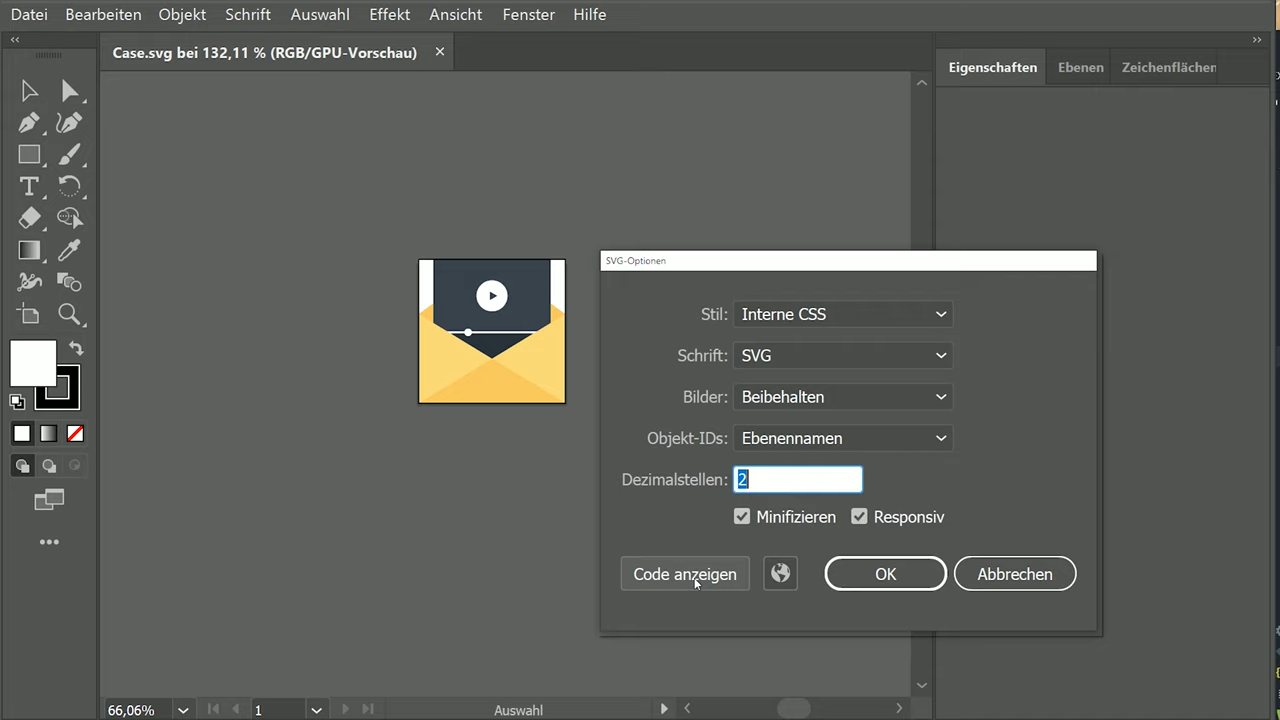 Datei Bearbeiten Objekt Schrift Auswahl Effekt Ansicht Fenster Hilfe
Case.svg bei 132,11 % (RGB/GPU-Vorschau) ×
Eigenschaften Ebenen Zeichenflächen
SVG-Optionen
Stil: Interne CSS
Schrift: SVG
Bilder: Beibehalten
Objekt-IDs: Ebenennamen
Dezimalstellen: 2
Minifizieren Responsiv
Code anzeigen OK Abbrechen
66,06% 1 Auswahl